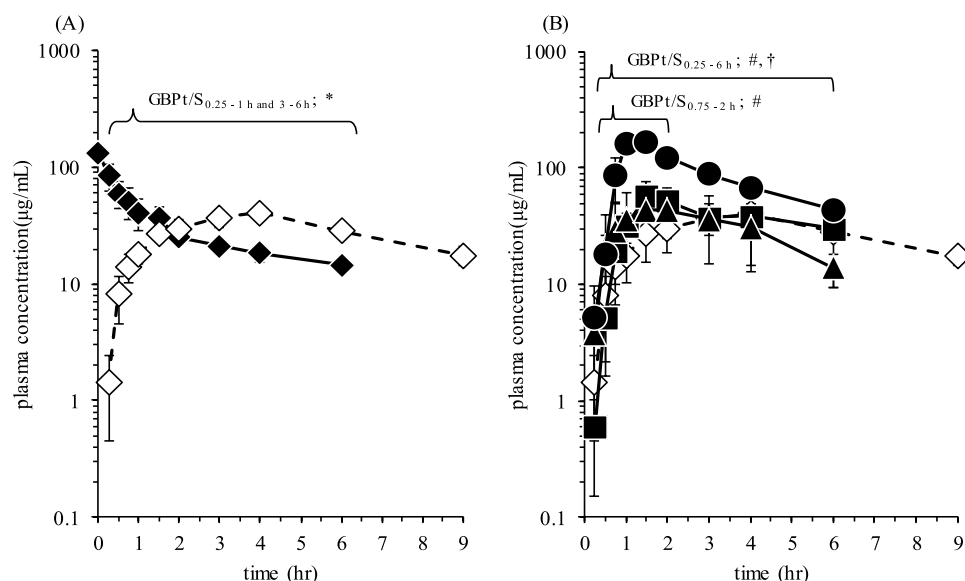 (A)
plasma concentration(μg/mL)
1000
100
10
1
0.1
GBPt/S0.25 - 1 h and 3 - 6 h ; *
0 1 2 3 4 5 6 7 8 9
time (hr)
(B)
plasma concentration(μg/mL)
1000
100
10
1
0.1
GBPt/S0.25 - 6 h ; #, †
GBPt/S0.75 - 2 h ; #
0 1 2 3 4 5 6 7 8 9
time (hr)